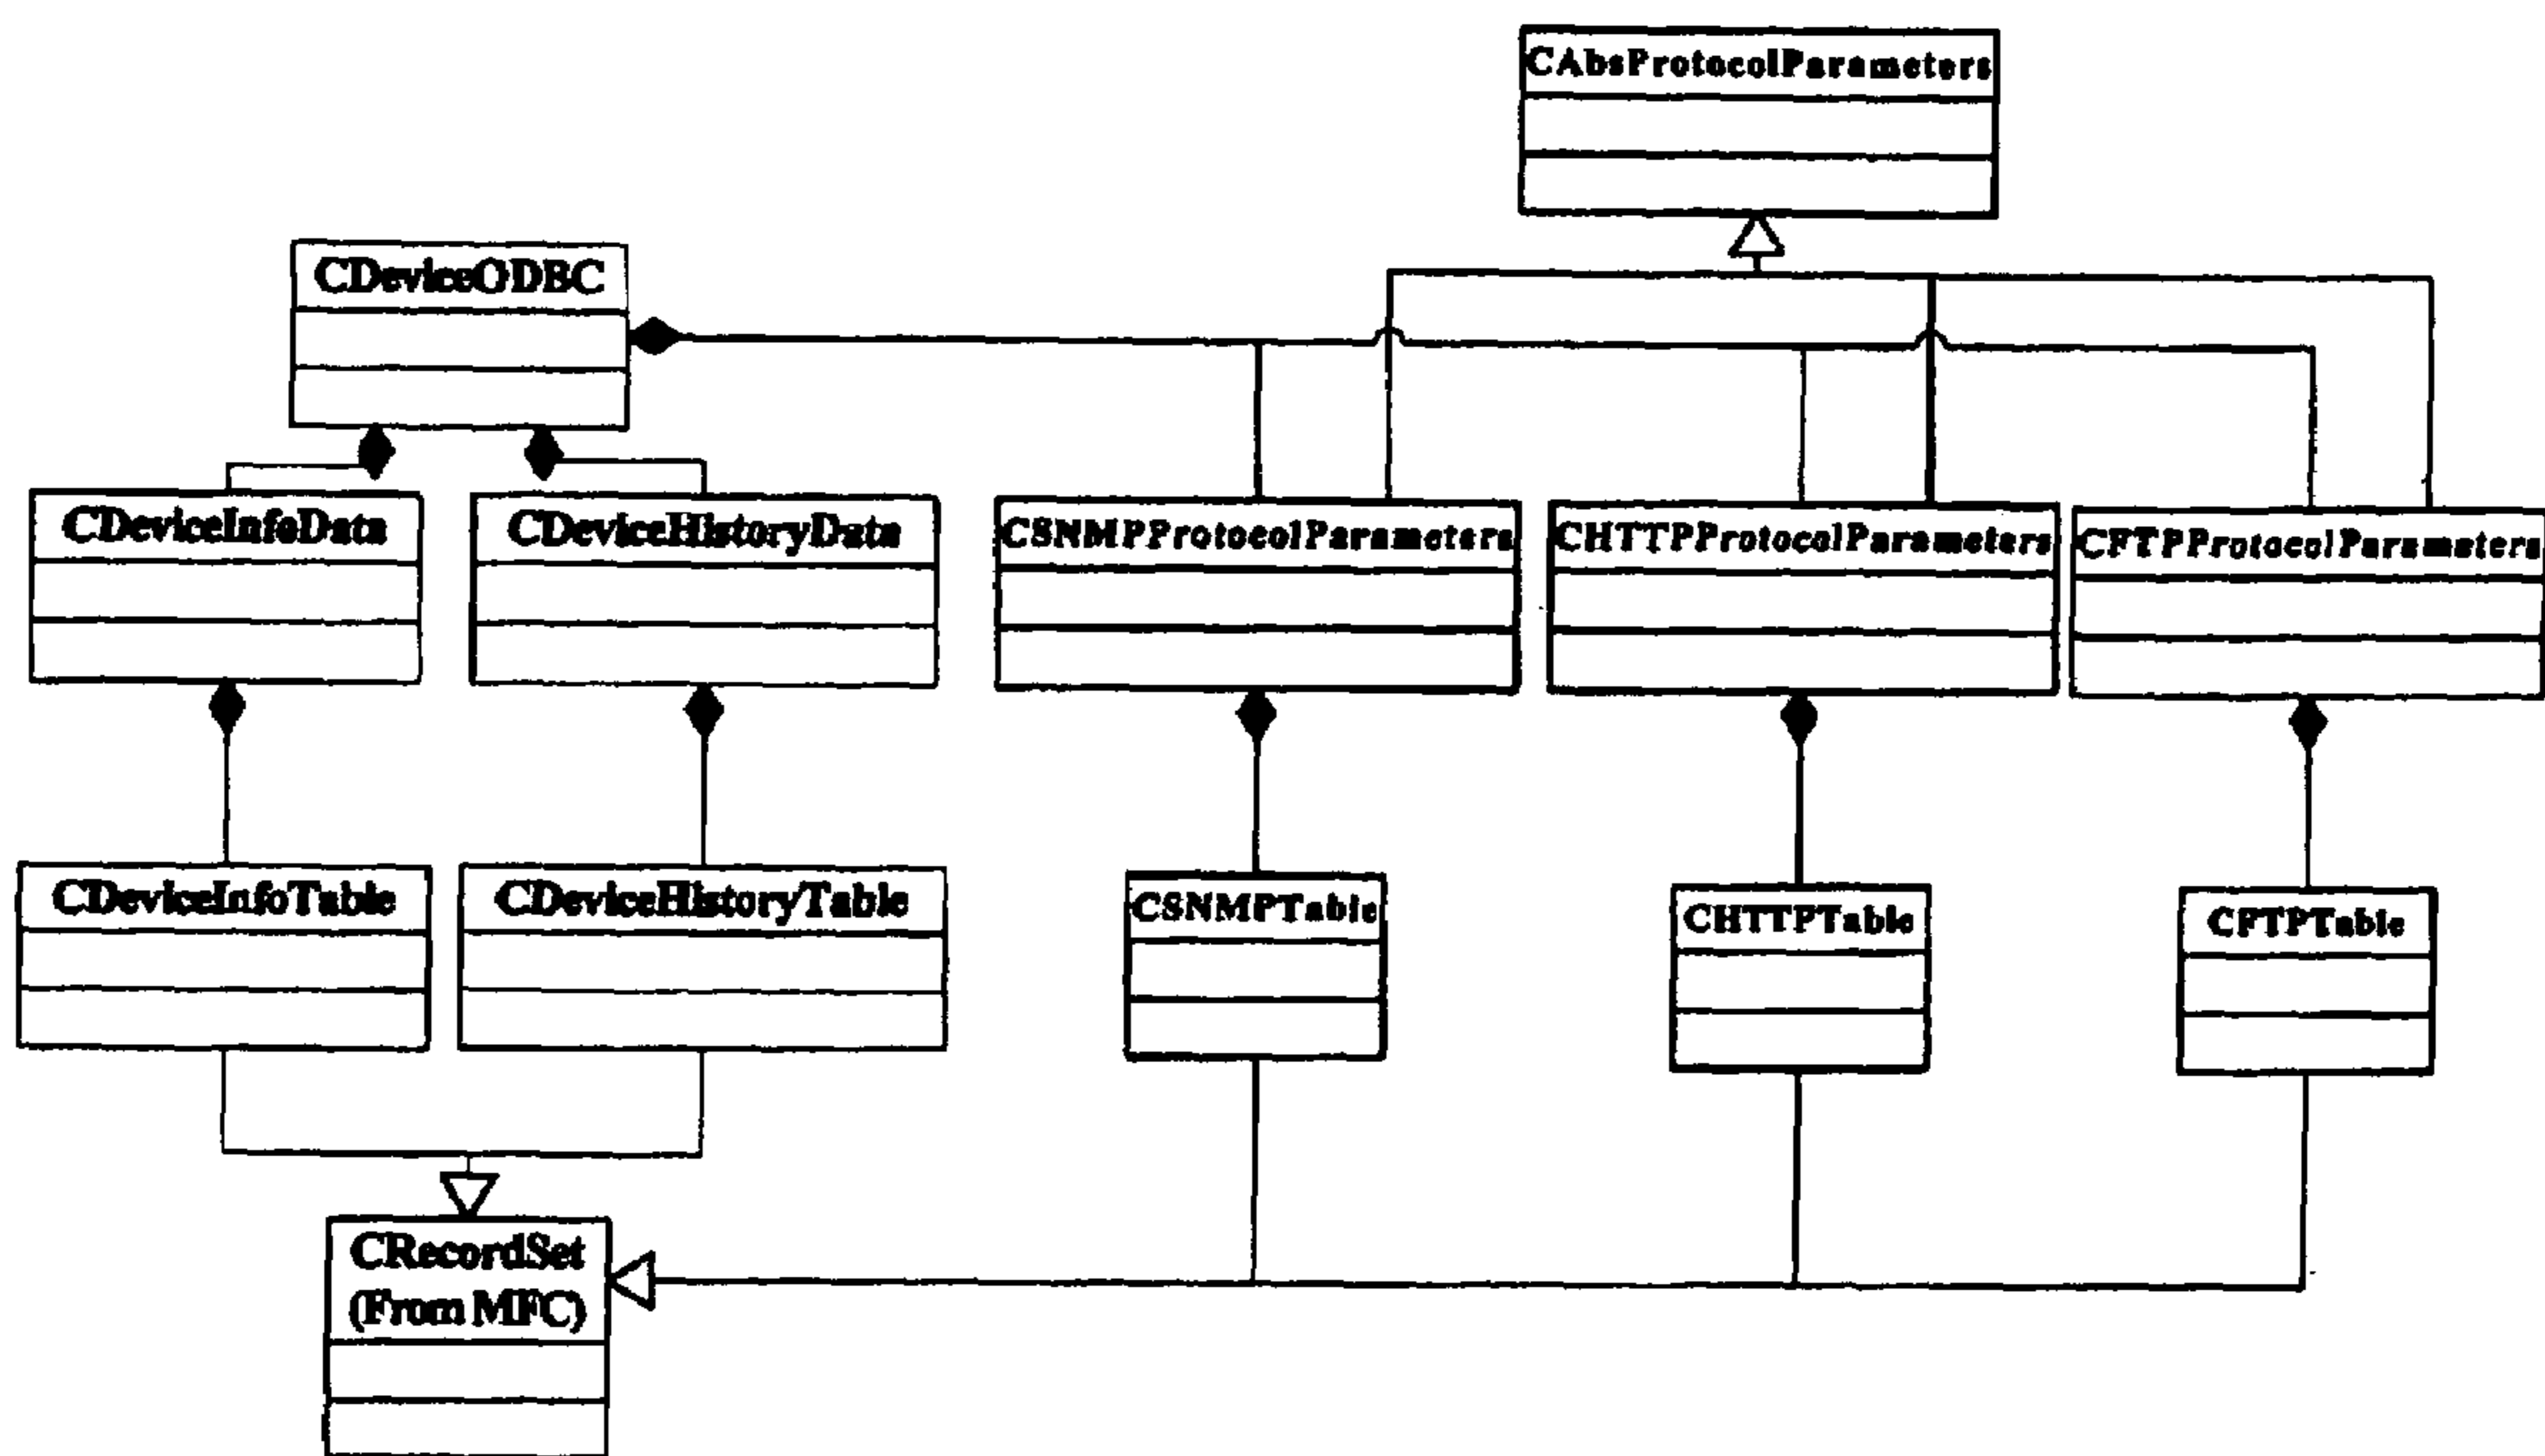 CAbsProtocolParameters
CDeviceODBC
CDeviceInfoData
CDeviceHistoryData
CSNMPProtocolParameters
CHTTPProtocolParameters
CFTPProtocolParameters
CDeviceInfoTable
CDeviceHistoryTable
CSNMPTable
CHTTPTable
CFTPTable
CRecordSet
(From MFC)